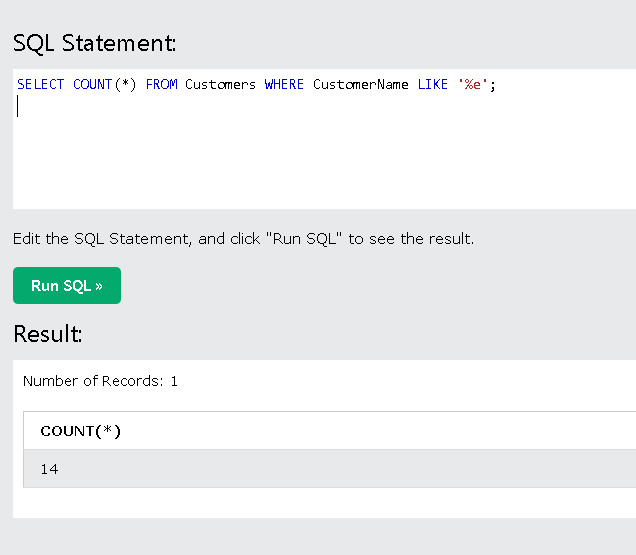 SQL Statement:
SELECT COUNT(*) FROM Customers WHERE CustomerName LIKE '%e';
Edit the SQL Statement, and click "Run SQL" to see the result.
Run SQL »
Result:
Number of Records: 1
COUNT(*)
14